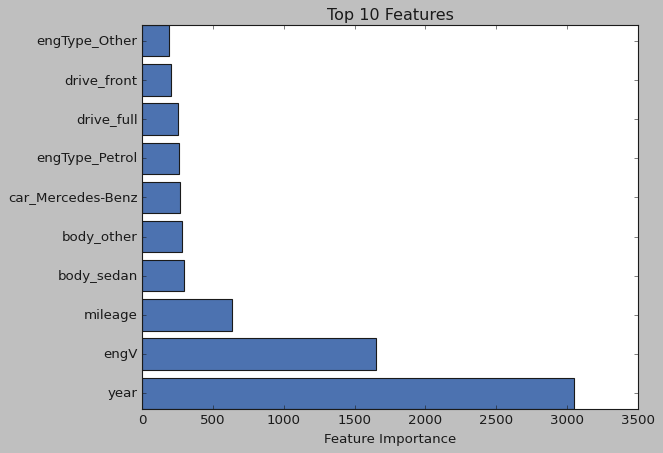 Top 10 Features
engType_Other
drive_front
drive_full
engType_Petrol
car_Mercedes-Benz
body_other
body_sedan
mileage
engV
year
0 500 1000 1500 2000 2500 3000 3500
Feature Importance